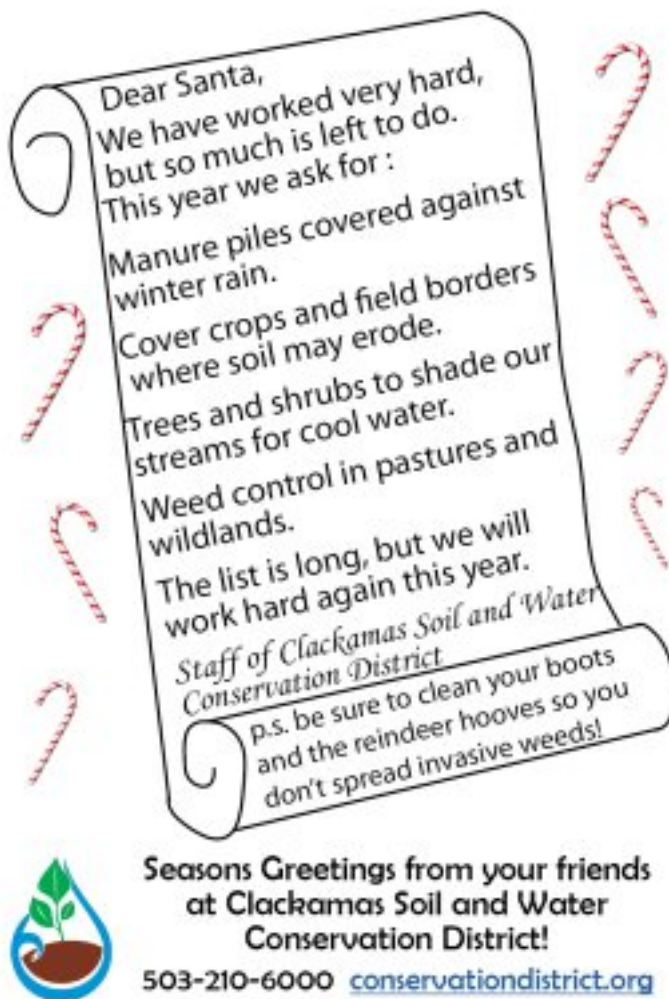 Dear Santa,
We have worked very hard,
but so much is left to do.
This year we ask for :
Manure piles covered against
winter rain.
Cover crops and field borders
where soil may erode.
Trees and shrubs to shade our
streams for cool water.
Weed control in pastures and
wildlands.
The list is long, but we will
work hard again this year.
Staff of Clackamas Soil and Water
Conservation District
p.s. be sure to clean your boots
and the reindeer hooves so you
don't spread invasive weeds!
Seasons Greetings from your friends
at Clackamas Soil and Water
Conservation District!
503-210-6000 conservationdistrict.org